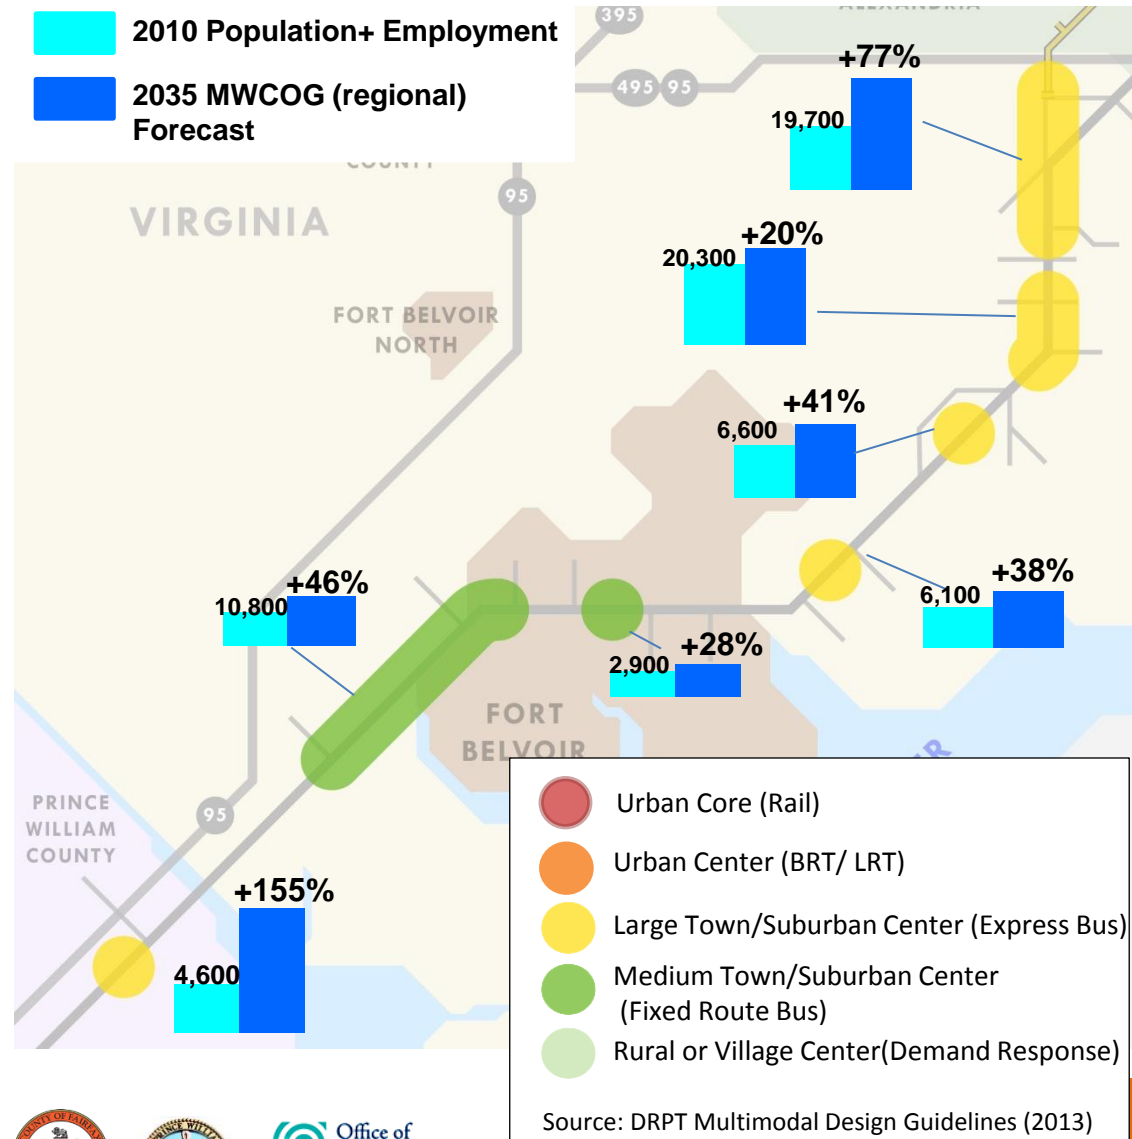 2010 Population+ Employment
2035 MWCOG (regional)
Forecast
395
ALEXANDRIA
495 95
+77%
19,700
COUNTY
95
VIRGINIA
+20%
20,300
FORT BELVOIR
NORTH
+41%
6,600
+46%
10,800
+38%
6,100
+28%
2,900
FORT
BELVOIR
PRINCE
WILLIAM
COUNTY
95
+155%
4,600
Urban Core (Rail)
Urban Center (BRT/ LRT)
Large Town/Suburban Center (Express Bus)
Medium Town/Suburban Center
(Fixed Route Bus)
Rural or Village Center(Demand Response)
Source: DRPT Multimodal Design Guidelines (2013)
Office of